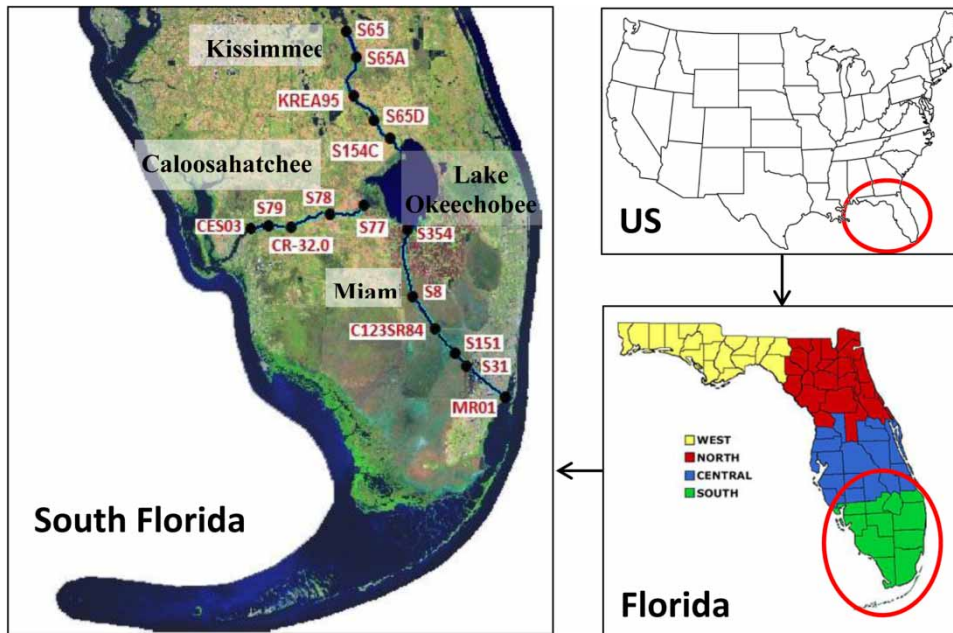 S65
Kissimmee
S65A
KREA95
S65D
S154C
Caloosahatchee
Lake
Okeechobee
S79
S78
CES03
CR-32.0
S77
S354
Miam
S8
C123SR84
S151
S31
MR01
South Florida
US
WEST
NORTH
CENTRAL
SOUTH
Florida